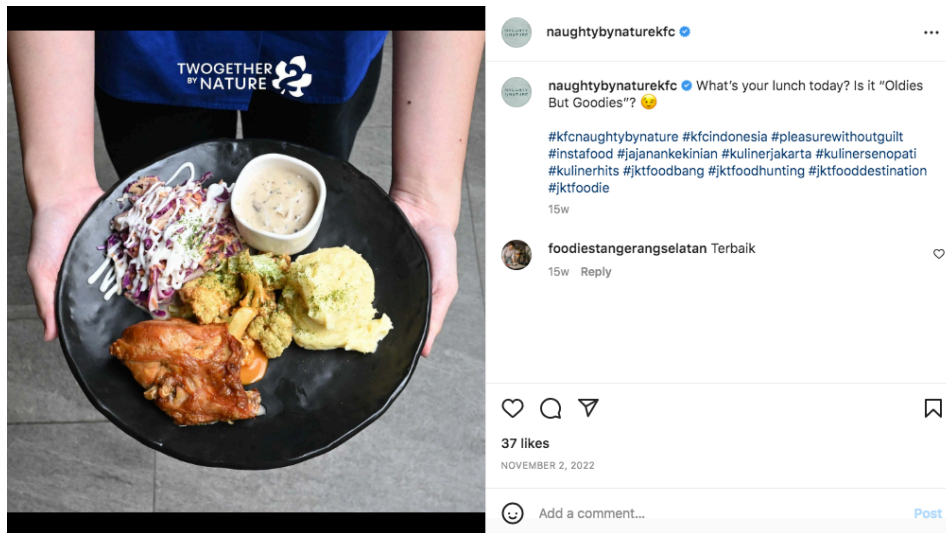 TWOGETHER
BY NATURE
naughtybynaturekfc
naughtybynaturekfc What's your lunch today? Is it "Oldies
But Goodies"? 😉
#kfcnaughtybynature #kfcindonesia #pleasurewithoutguilt
#instafood #jajanankekinian #kulinerjakarta #kulinersenopati
#kulinerhits #jktfoodbang #jktfoodhunting #jktfooddestination
#jktfoodie
15w
foodiestangerangselatan Terbaik
15w Reply
37 likes
NOVEMBER 2, 2022
Add a comment... Post